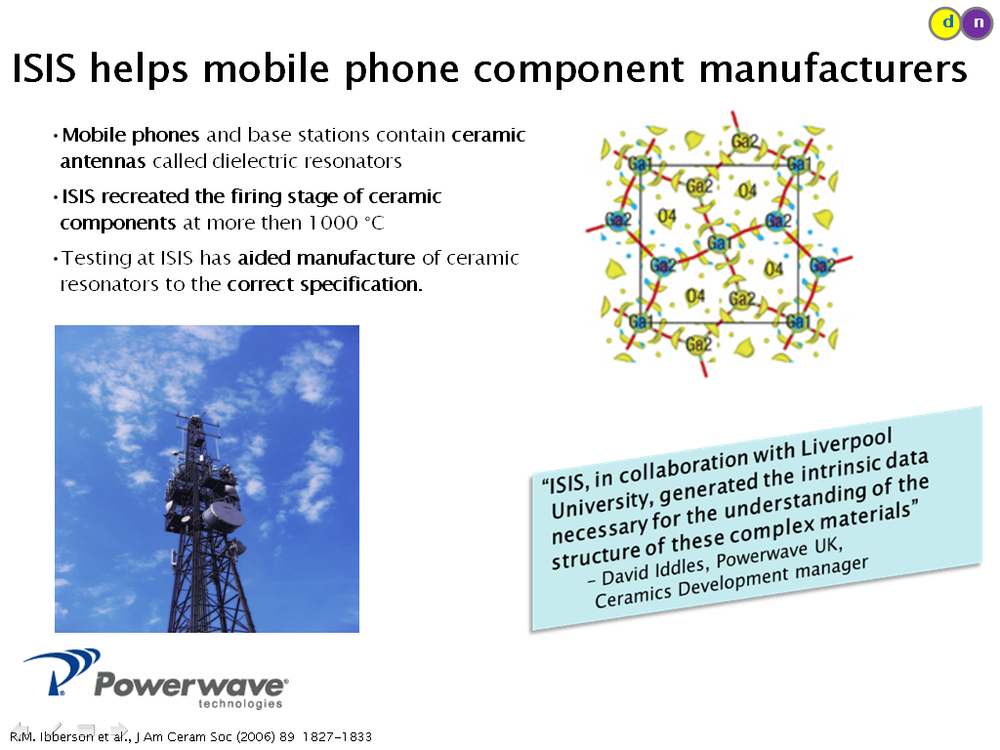 d n
ISIS helps mobile phone component manufacturers
•Mobile phones and base stations contain ceramic
antennas called dielectric resonators
•ISIS recreated the firing stage of ceramic
components at more then 1000 °C
•Testing at ISIS has aided manufacture of ceramic
resonators to the correct specification.
Ga2
Ga1 Ga1
Ga2 O4
Ga2 O4 Ga2
Ga1
Ga2 O4 Ga2
O4 Ga2
Ga1 Ga1
Ga2
“ISIS, in collaboration with Liverpool
University, generated the intrinsic data
necessary for the understanding of the
structure of these complex materials”
– David Iddles, Powerwave UK,
Ceramics Development manager
Powerwave
technologies
R.M. Ibberson et al., J Am Ceram Soc (2006) 89 1827-1833